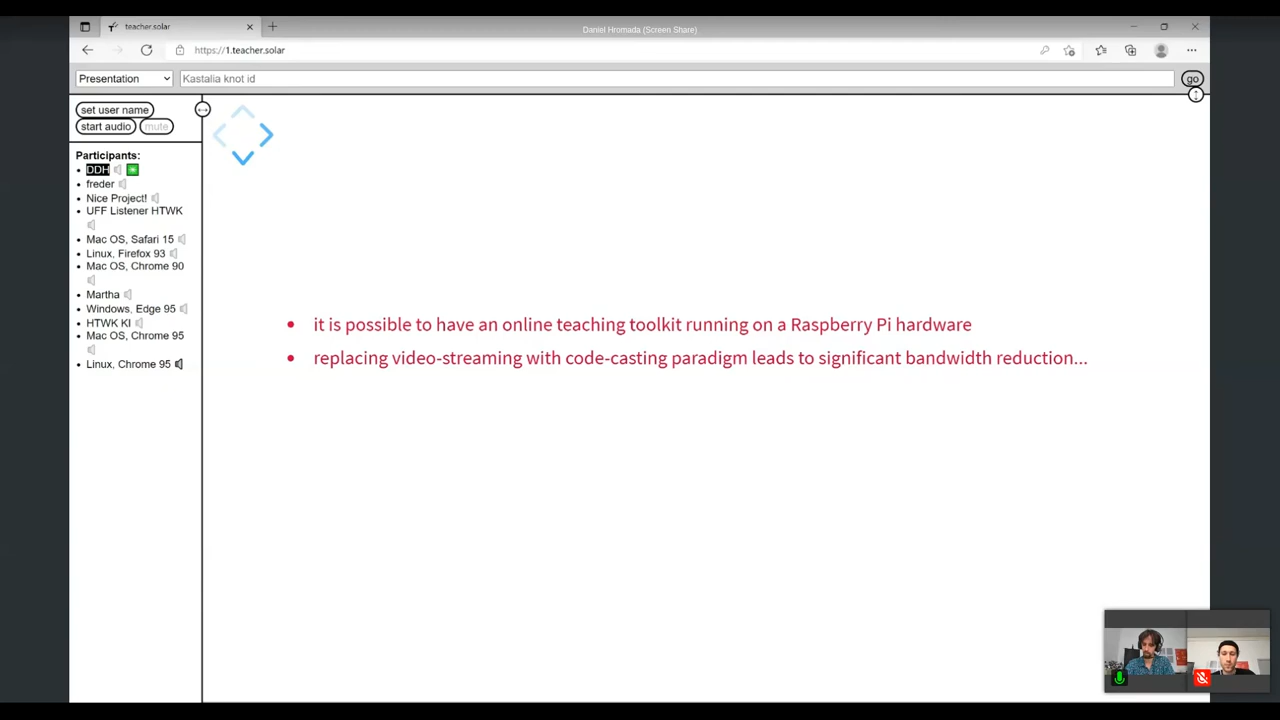 teacher.solar
Daniel Hromada (Screen Share)
https://1.teacher.solar
Presentation
Kastalia knot id
go
set user name
start audio
mute
Participants:
DDH
freder
Nice Project!
UFF Listener HTWK
Mac OS, Safari 15
Linux, Firefox 93
Mac OS, Chrome 90
Martha
Windows, Edge 95
HTWK KI
Mac OS, Chrome 95
Linux, Chrome 95
• it is possible to have an online teaching toolkit running on a Raspberry Pi hardware
• replacing video-streaming with code-casting paradigm leads to significant bandwidth reduction...